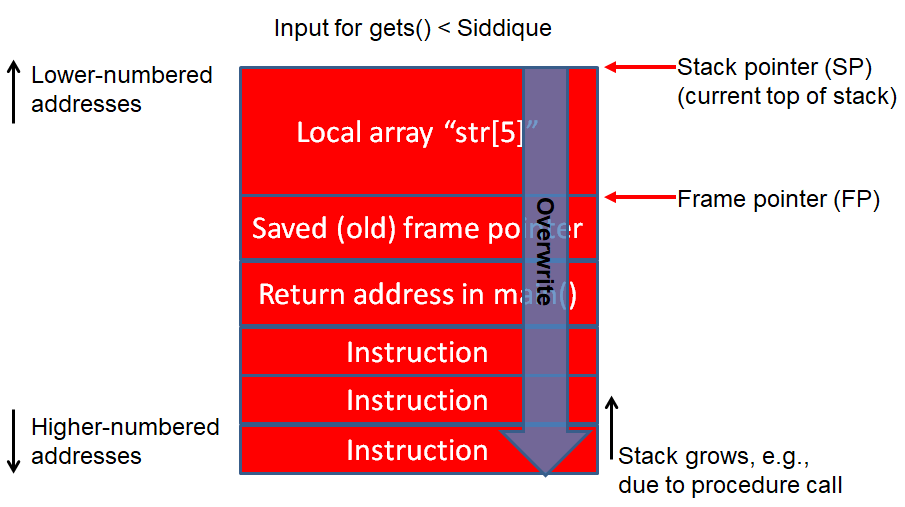 Input for gets() < Siddique
Lower-numbered
addresses
Stack pointer (SP)
(current top of stack)
Local array “str[5]”
Frame pointer (FP)
Saved (old) frame pointer
Overwrite
Return address in main()
Instruction
Instruction
Instruction
Higher-numbered
addresses
Stack grows, e.g.,
due to procedure call